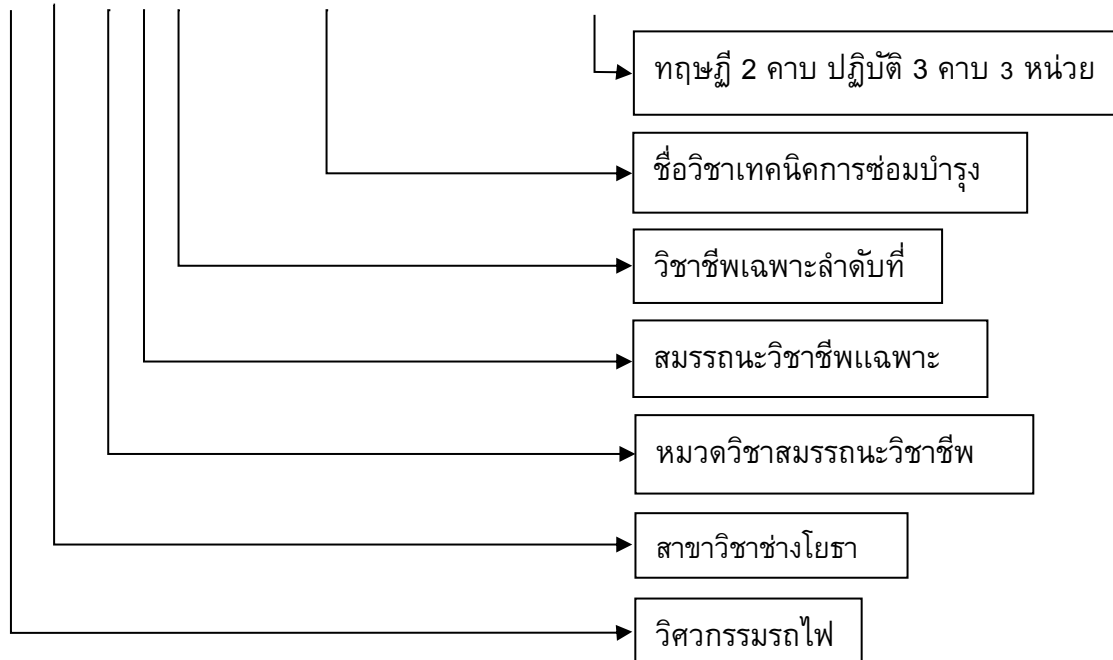 ทฤษฏี 2 คาบ ปฏิบัติ 3 คาบ 3 หน่วย
ชื่อวิชาเทคนิคการซ่อมบำรุง
วิชาชีพเฉพาะลำดับที่
สมรรถนะวิชาชีพแฉพาะ
หมวดวิชาสมรรถนะวิชาชีพ
สาขาวิชาช่างโยธา
วิศวกรรมรถไฟ